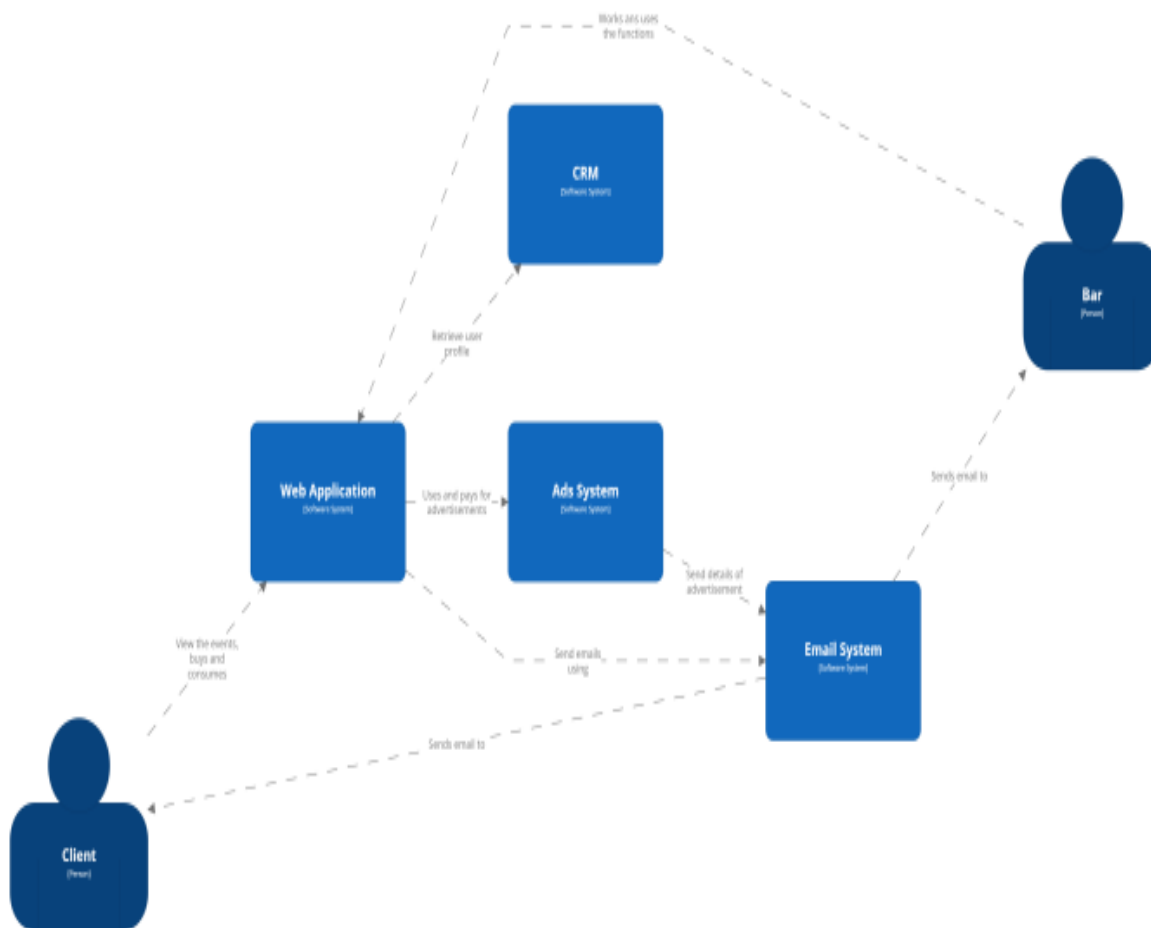 Works ans uses
the functions
CRM
[Software System]
Bar
[Person]
Retrieve user
profile
Web Application
[Software System]
Uses and pays for
advertisements
Ads System
[Software System]
Sends email to
Send details of
advertisement
View the events,
buys and
consumes
Send emails
using
Email System
[Software System]
Sends email to
Client
[Person]